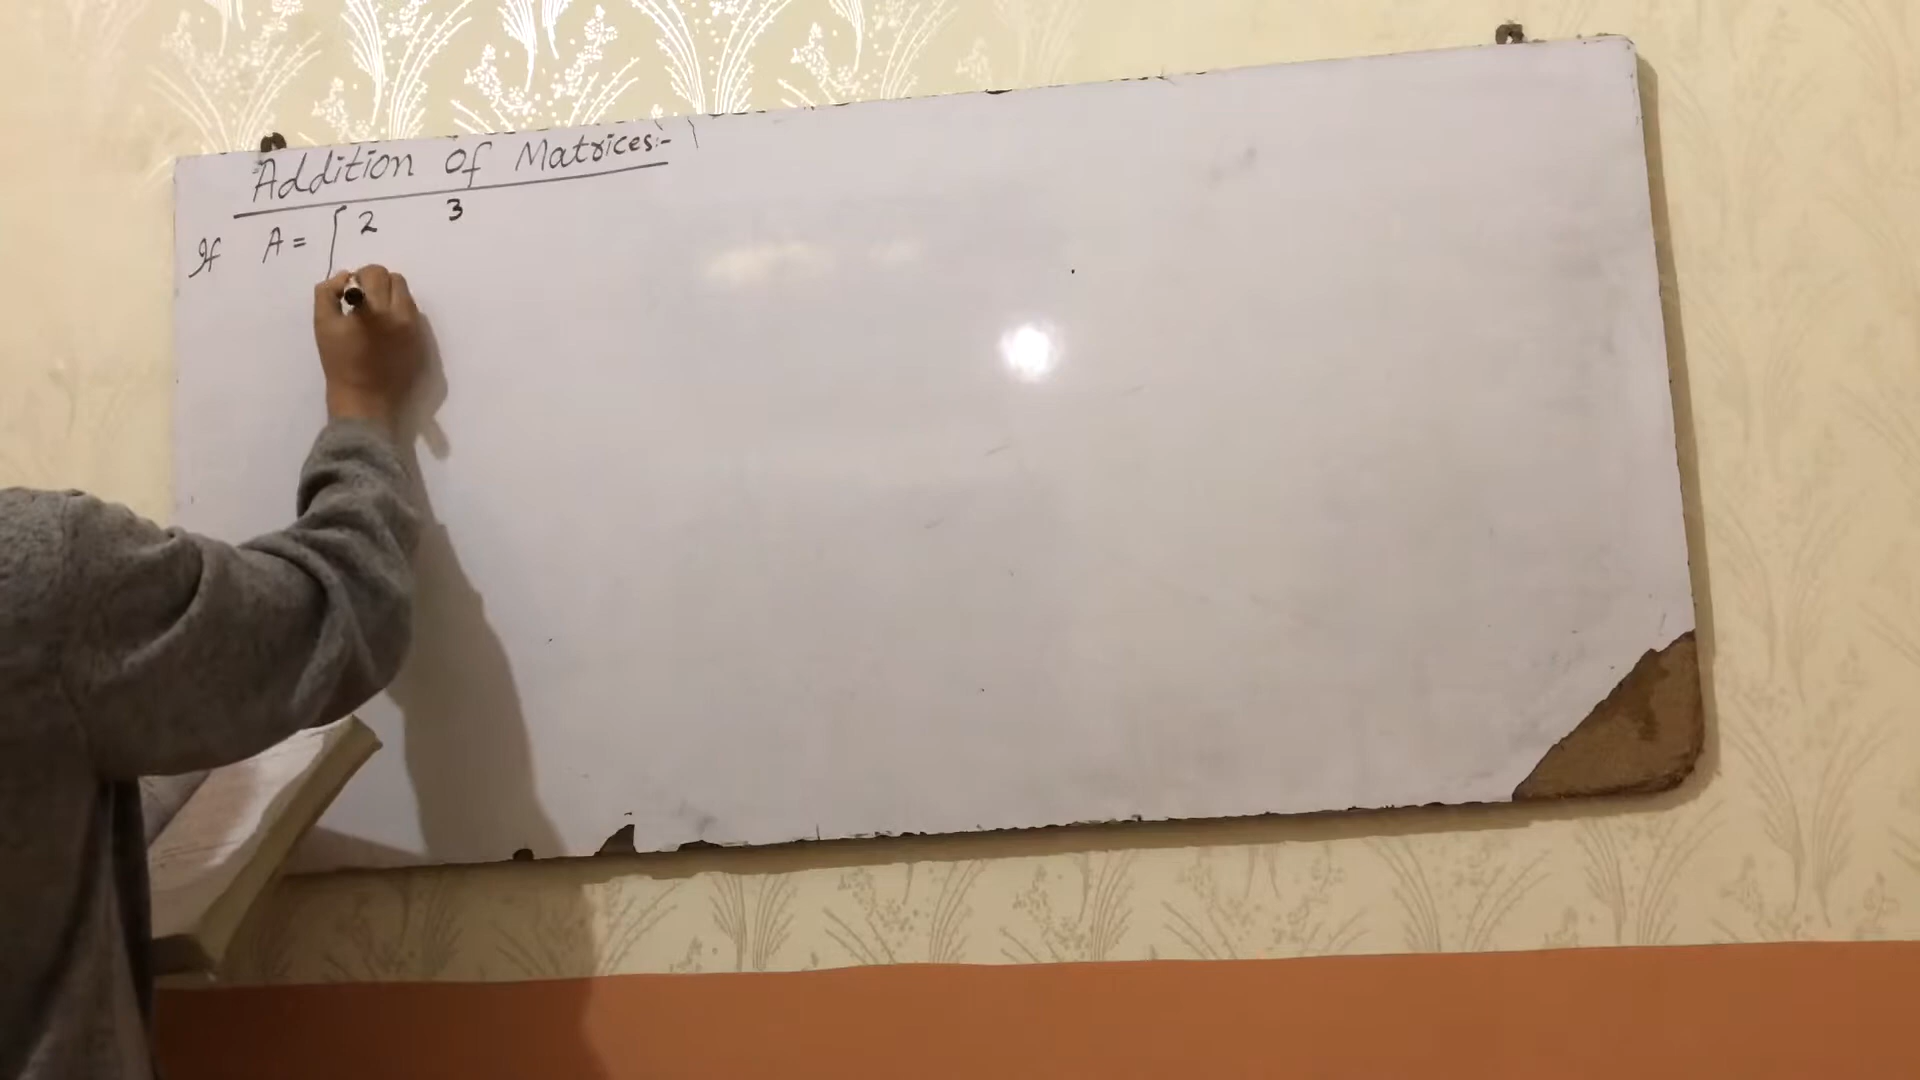 Addition of Matrices:-
If A = [ 2 3